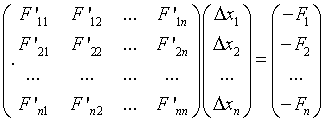 F'₁₁ F'₁₂ ... F'₁ₙ Δx₁ −F₁
F'₂₁ F'₂₂ ... F'₂ₙ Δx₂ = −F₂
... ... ... ... ... ...
F'ₙ₁ F'ₙ₂ ... F'ₙₙ Δxₙ −Fₙ